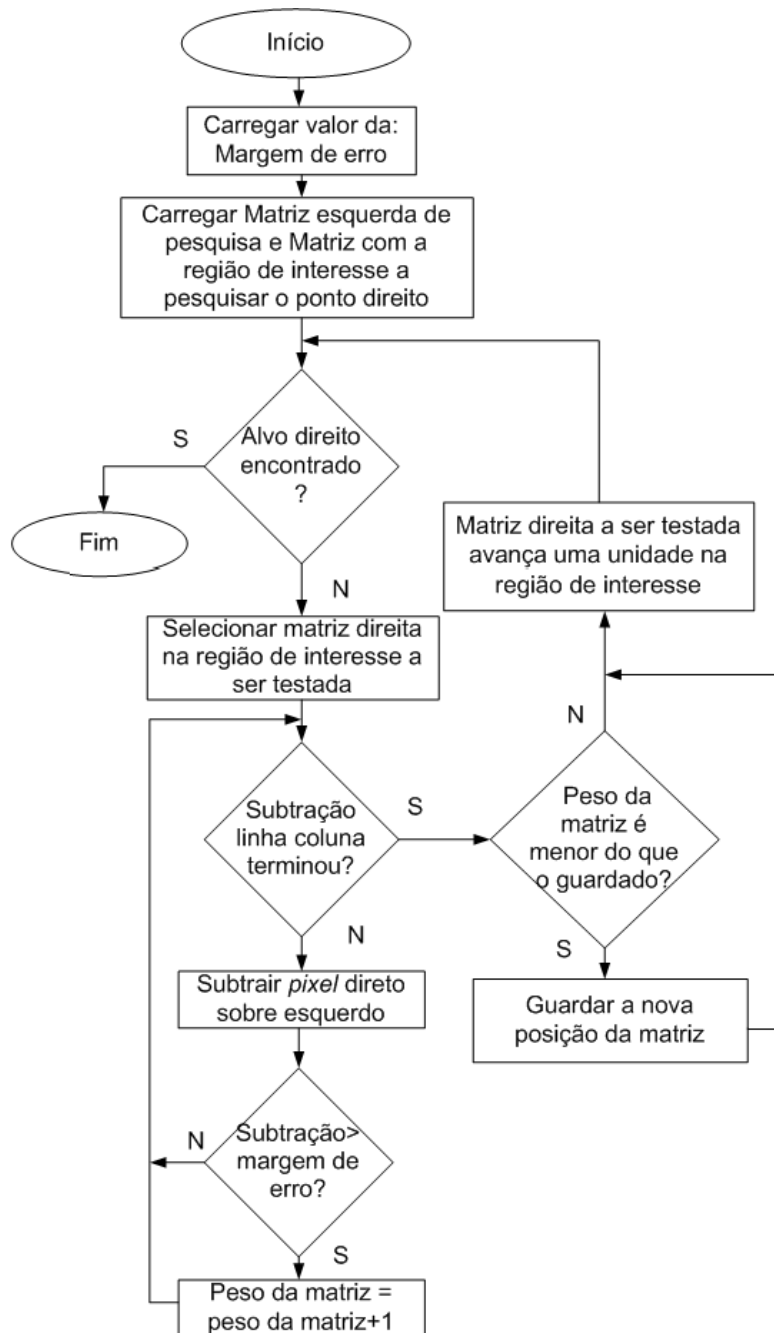 Início
Carregar valor da:
Margem de erro
Carregar Matriz esquerda de
pesquisa e Matriz com a
região de interesse a
pesquisar o ponto direito
S
Alvo direito
encontrado
?
Fim
N
Matriz direita a ser testada
avança uma unidade na
região de interesse
Selecionar matriz direita
na região de interesse a
ser testada
N
Subtração
linha coluna
terminou?
S
Peso da
matriz é
menor do que
o guardado?
N
S
Subtrair pixel direto
sobre esquerdo
Guardar a nova
posição da matriz
N
Subtração>
margem de
erro?
S
Peso da matriz =
peso da matriz+1